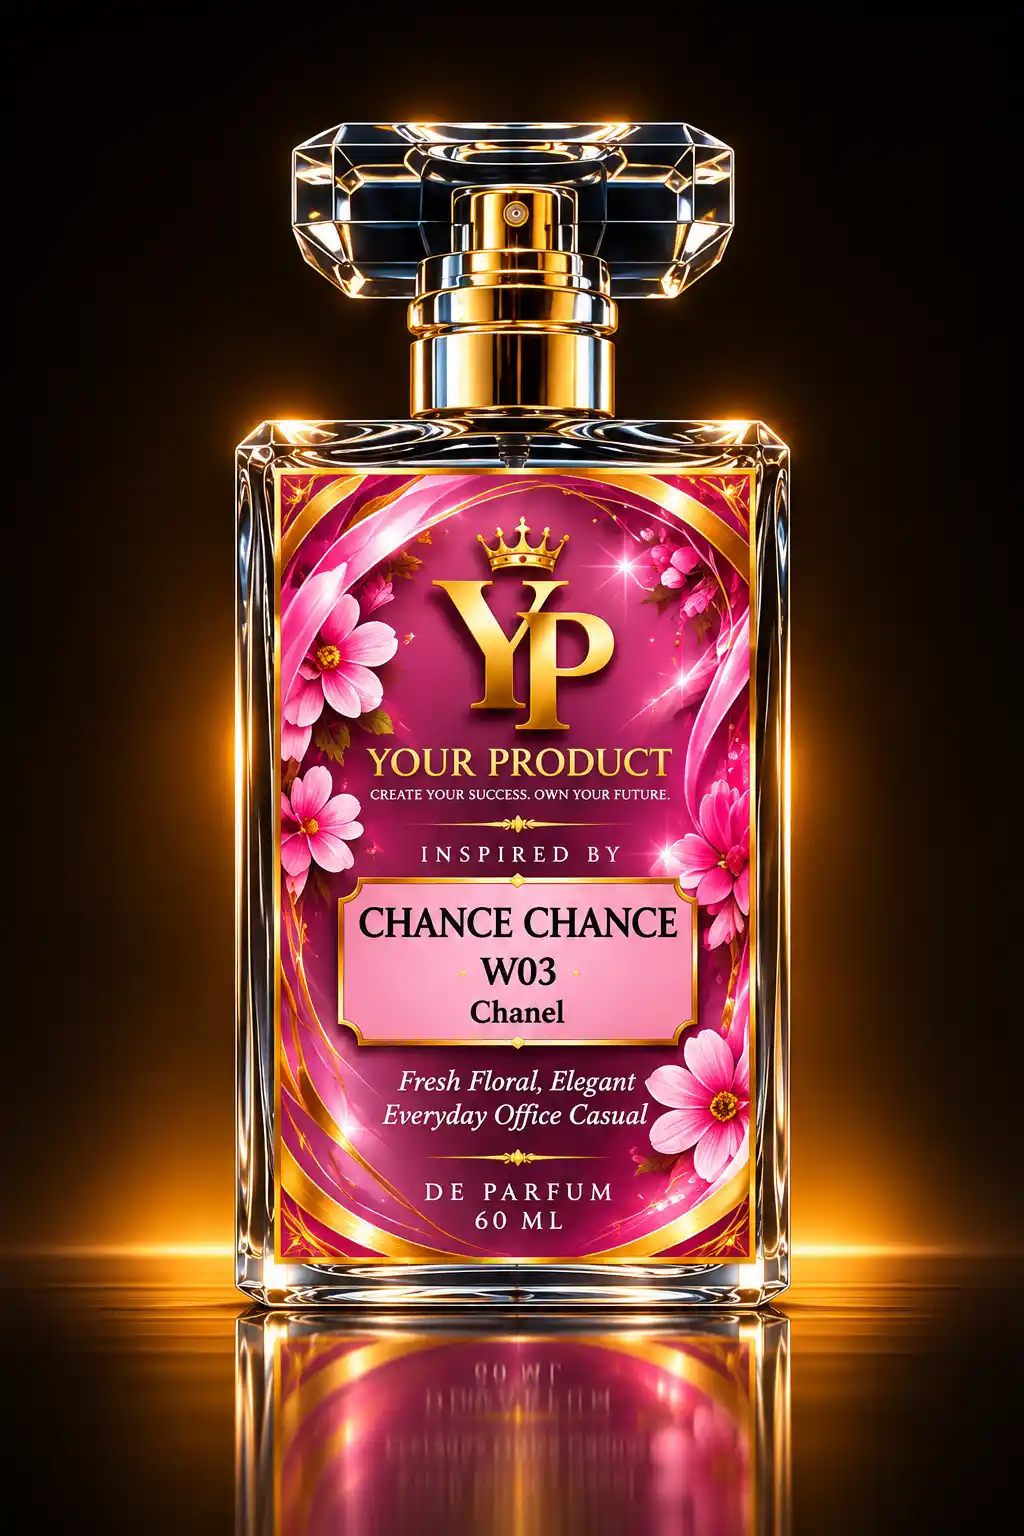 YP
YOUR PRODUCT
CREATE YOUR SUCCESS. OWN YOUR FUTURE.
INSPIRED BY
CHANCE CHANCE
W03
Chanel
Fresh Floral, Elegant
Everyday Office Casual
DE PARFUM
60 ML